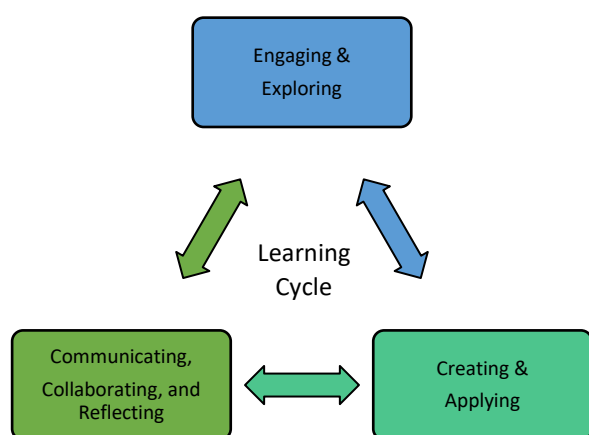 Engaging &
Exploring
Learning
Cycle
Communicating,
Collaborating, and
Reflecting
Creating &
Applying